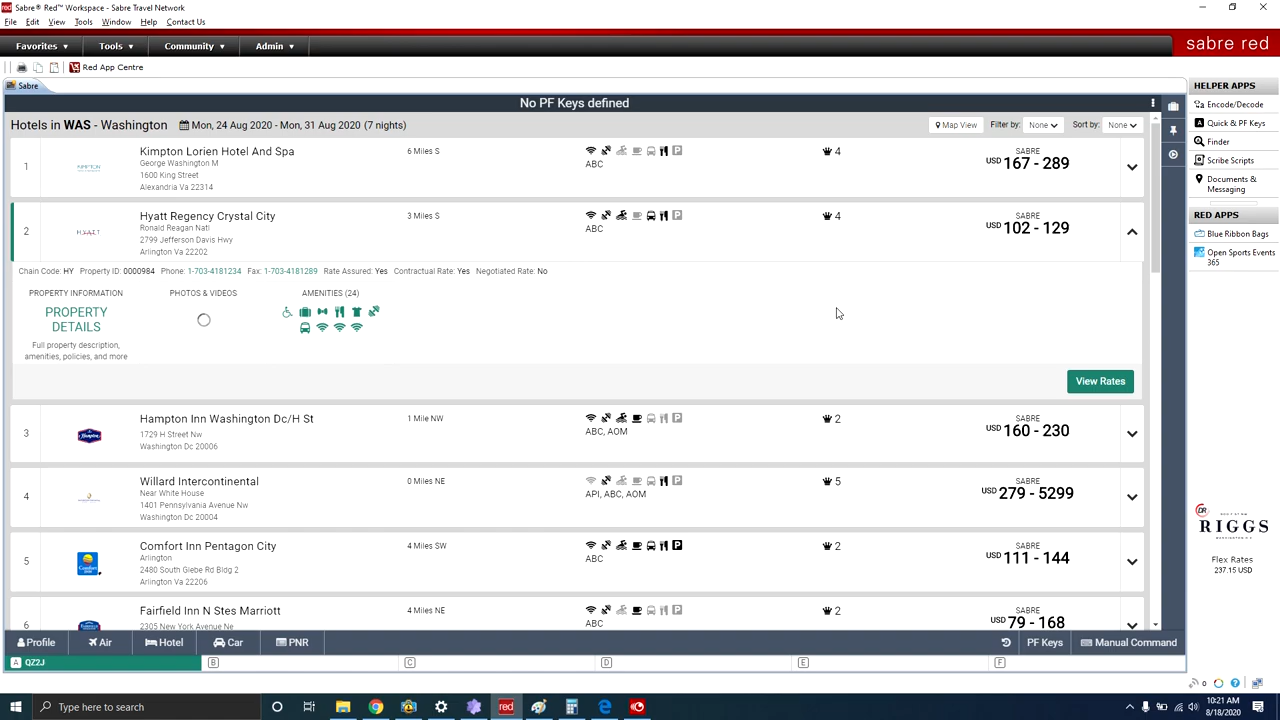 Sabre® Red™ Workspace - Sabre Travel Network
File Edit View Tools Window Help Contact Us
Favorites Tools Community Admin
sabre red
Red App Centre
Sabre
No PF Keys defined
Hotels in WAS - Washington Mon, 24 Aug 2020 - Mon, 31 Aug 2020 (7 nights)
Map View Filter by: None Sort by: None
1
KIMPTON
Kimpton Lorien Hotel And Spa
George Washington M
1600 King Street
Alexandria Va 22314
6 Miles S
ABC
4
SABRE
USD 167 - 289
2
HYATT
Hyatt Regency Crystal City
Ronald Reagan Natl
2799 Jefferson Davis Hwy
Arlington Va 22202
3 Miles S
ABC
4
SABRE
USD 102 - 129
Chain Code: HY Property ID: 0000984 Phone: 1-703-4181234 Fax: 1-703-4181289 Rate Assured: Yes Contractual Rate: Yes Negotiated Rate: No
PROPERTY INFORMATION
PROPERTY
DETAILS
Full property description,
amenities, policies, and more
PHOTOS & VIDEOS
AMENITIES (24)
View Rates
3
Hampton
Hampton Inn Washington Dc/H St
1729 H Street Nw
Washington Dc 20006
1 Mile NW
P
ABC, AOM
2
SABRE
USD 160 - 230
4
Willard Intercontinental
Near White House
1401 Pennsylvania Avenue Nw
Washington Dc 20004
0 Miles NE
P
API, ABC, AOM
5
SABRE
USD 279 - 5299
5
Comfort Inn Pentagon City
Arlington
2480 South Glebe Rd Bldg 2
Arlington Va 22206
4 Miles SW
P
ABC
2
SABRE
USD 111 - 144
6
Fairfield Inn N Stes Marriott
2305 New York Avenue Ne
4 Miles NE
P
ABC
2
SABRE
USD 79 - 168
Profile Air Hotel Car PNR
PF Keys Manual Command
A QZ2J B C D E F
HELPER APPS
Encode/Decode
Quick & PF Keys
Finder
Scribe Scripts
Documents &
Messaging
RED APPS
Blue Ribbon Bags
Open Sports Events
365
RIGGS
Flex Rates
237.15 USD
0
Type here to search
red
10:21 AM
8/18/2020